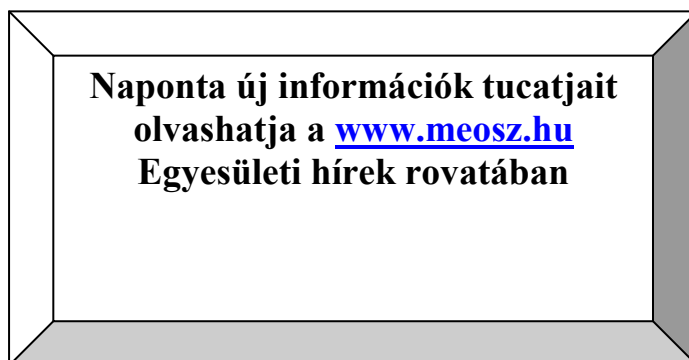 Naponta új információk tucatjait
olvashatja a www.meosz.hu
Egyesületi hírek rovatában